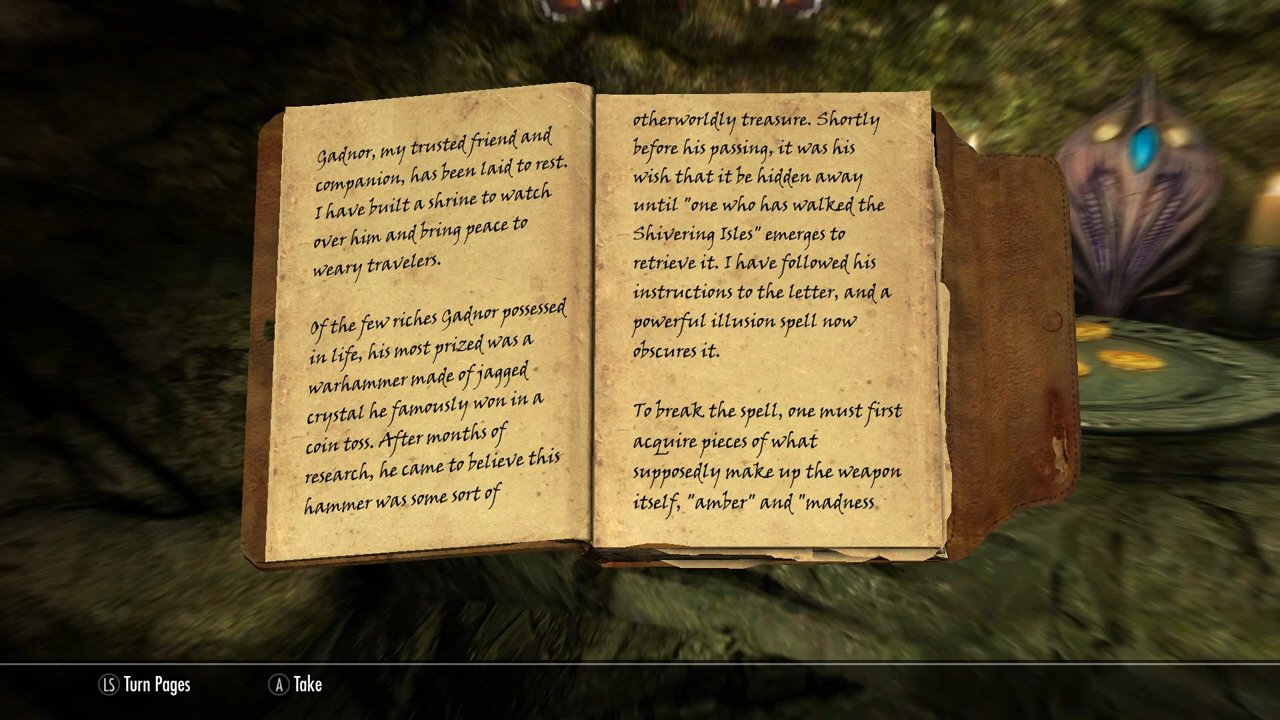 Gadnor, my trusted friend and
companion, has been laid to rest.
I have built a shrine to watch
over him and bring peace to
weary travelers.
Of the few riches Gadnor possessed
in life, his most prized was a
warhammer made of jagged
crystal he famously won in a
coin toss. After months of
research, he came to believe this
hammer was some sort of
otherworldly treasure. Shortly
before his passing, it was his
wish that it be hidden away
until "one who has walked the
Shivering Isles" emerges to
retrieve it. I have followed his
instructions to the letter, and a
powerful illusion spell now
obscures it.
To break the spell, one must first
acquire pieces of what
supposedly make up the weapon
itself, "amber" and "madness
LS Turn Pages
A Take